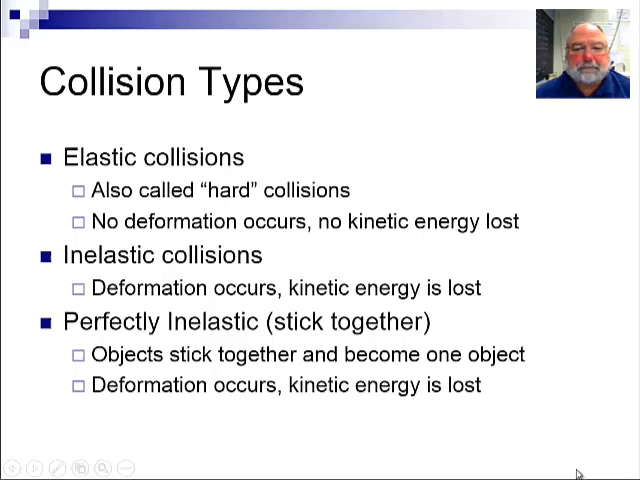 Collision Types
Elastic collisions
Also called “hard” collisions
No deformation occurs, no kinetic energy lost
Inelastic collisions
Deformation occurs, kinetic energy is lost
Perfectly Inelastic (stick together)
Objects stick together and become one object
Deformation occurs, kinetic energy is lost